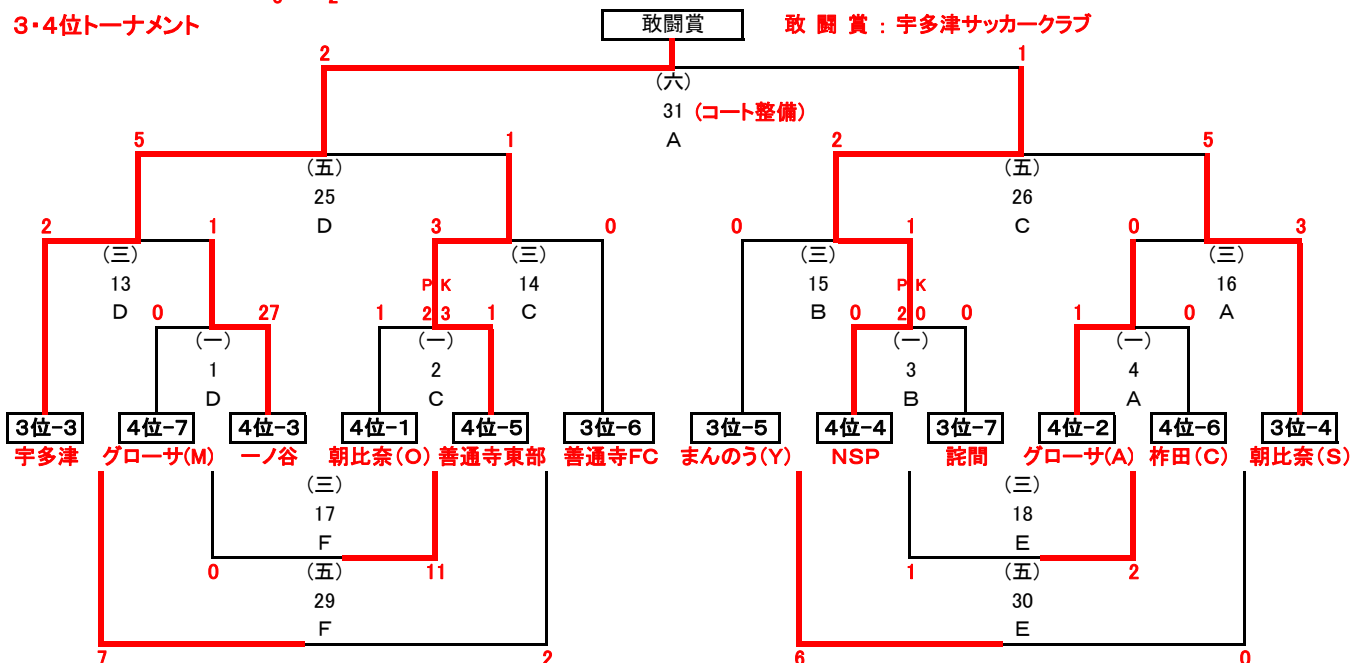 3・4位トーナメント
敢闘賞
敢 闘 賞 : 宇多津サッカークラブ
2
1
(六)
31 (コート整備)
A
5
1
2
5
(五)
25
D
(五)
26
C
2
1
3
0
0
1
0
3
(三)
13
D
(三)
14
C
(三)
15
B
(三)
16
A
P K
P K
0
27
1
2 3
1
0
2 0
0
1
0
(一)
1
D
(一)
2
C
(一)
3
B
(一)
4
A
3位-3
4位-7
4位-3
4位-1
4位-5
3位-6
3位-5
4位-4
3位-7
4位-2
4位-6
3位-4
宇多津
グローサ(M)
一ノ谷
朝比奈(O)
善通寺東部
善通寺FC
まんのう(Y)
NSP
詫間
グローサ(A)
柞田(C)
朝比奈(S)
(三)
17
F
(三)
18
E
0
11
1
2
(五)
29
F
(五)
30
E
7
2
6
0